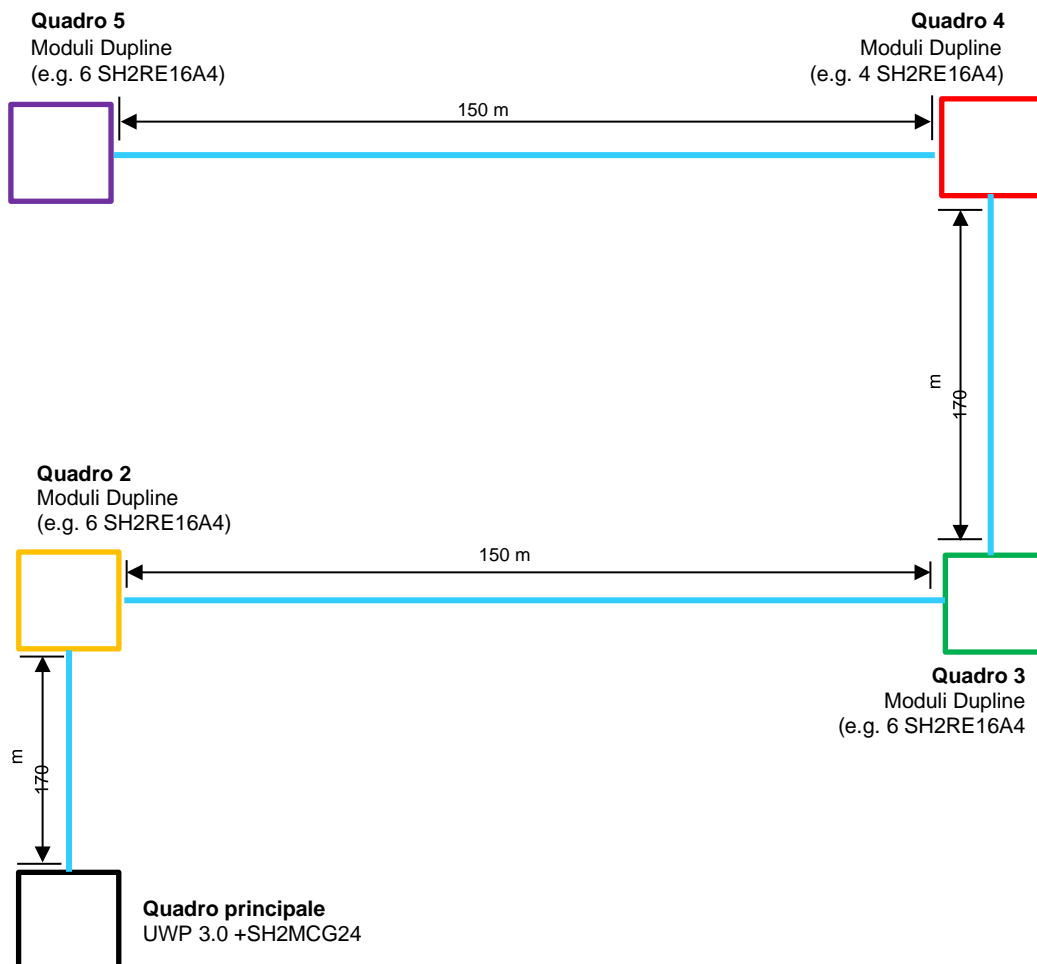 Quadro 5
Moduli Dupline
(e.g. 6 SH2RE16A4)
Quadro 4
Moduli Dupline
(e.g. 4 SH2RE16A4)
150 m
170
m
Quadro 2
Moduli Dupline
(e.g. 6 SH2RE16A4)
150 m
Quadro 3
Moduli Dupline
(e.g. 6 SH2RE16A4
170
m
Quadro principale
UWP 3.0 +SH2MCG24